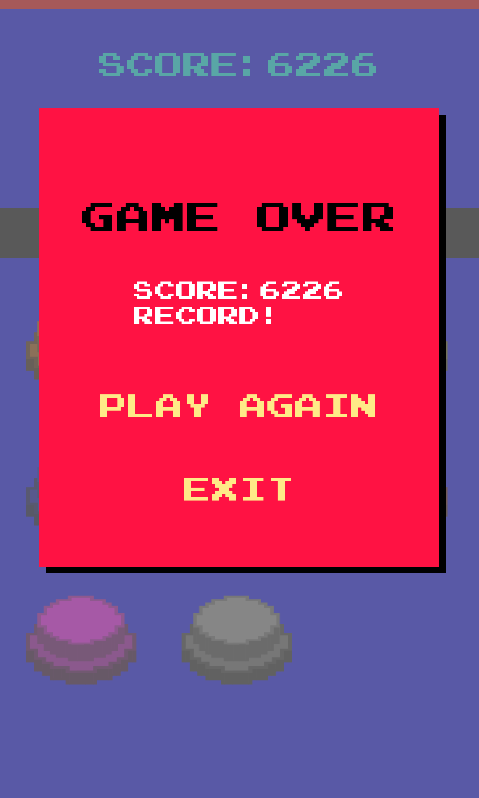 SCORE: 6226
GAME OVER
SCORE: 6226
RECORD!
PLAY AGAIN
EXIT